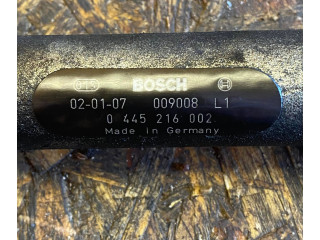 BOSCH
02-01-07 009008 L1
0 445 216 002
Made in Germany